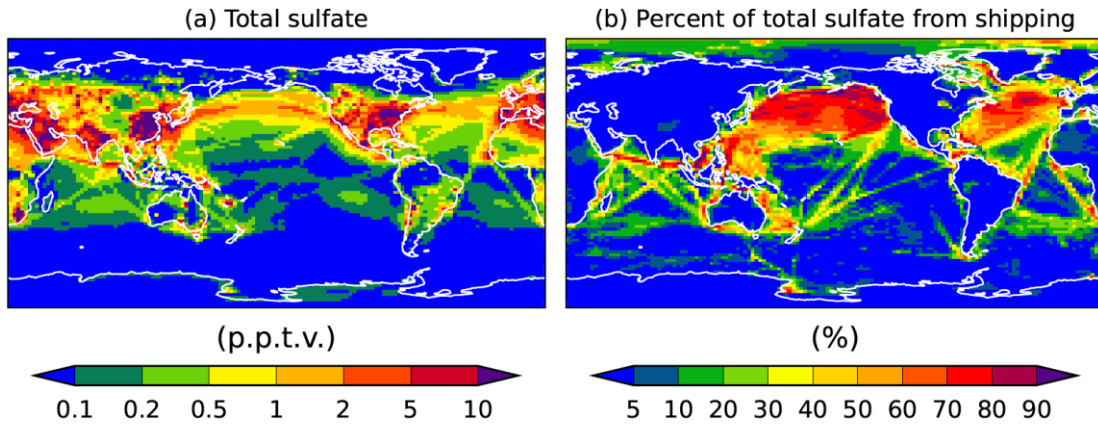 (a) Total sulfate
(b) Percent of total sulfate from shipping
(p.p.t.v.)
(%)
0.1 0.2 0.5 1 2 5 10
5 10 20 30 40 50 60 70 80 90